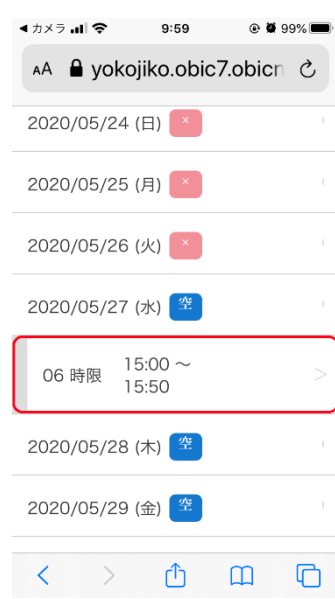 ◀カメラ 9:59 99%
AA yokojiko.obic7.obicn
2020/05/24 (日) ×
2020/05/25 (月) ×
2020/05/26 (火) ×
2020/05/27 (水) 空
06 時限 15:00 ～
15:50
2020/05/28 (木) 空
2020/05/29 (金) 空